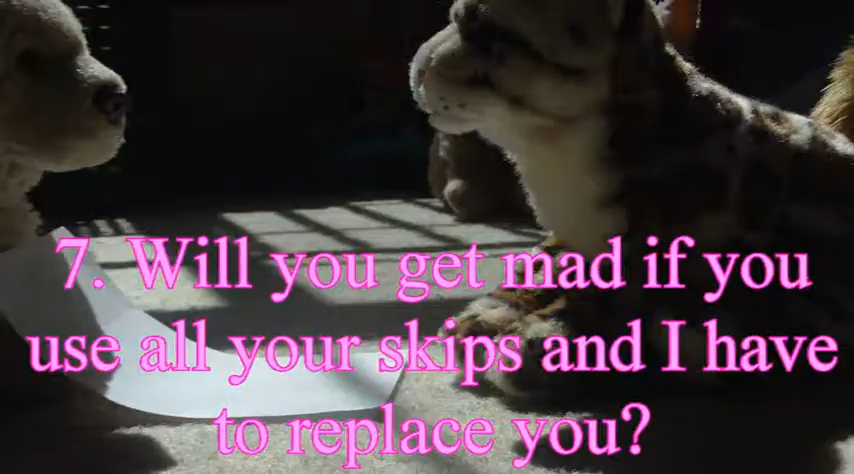 7. Will you get mad if you
use all your skips and I have
to replace you?